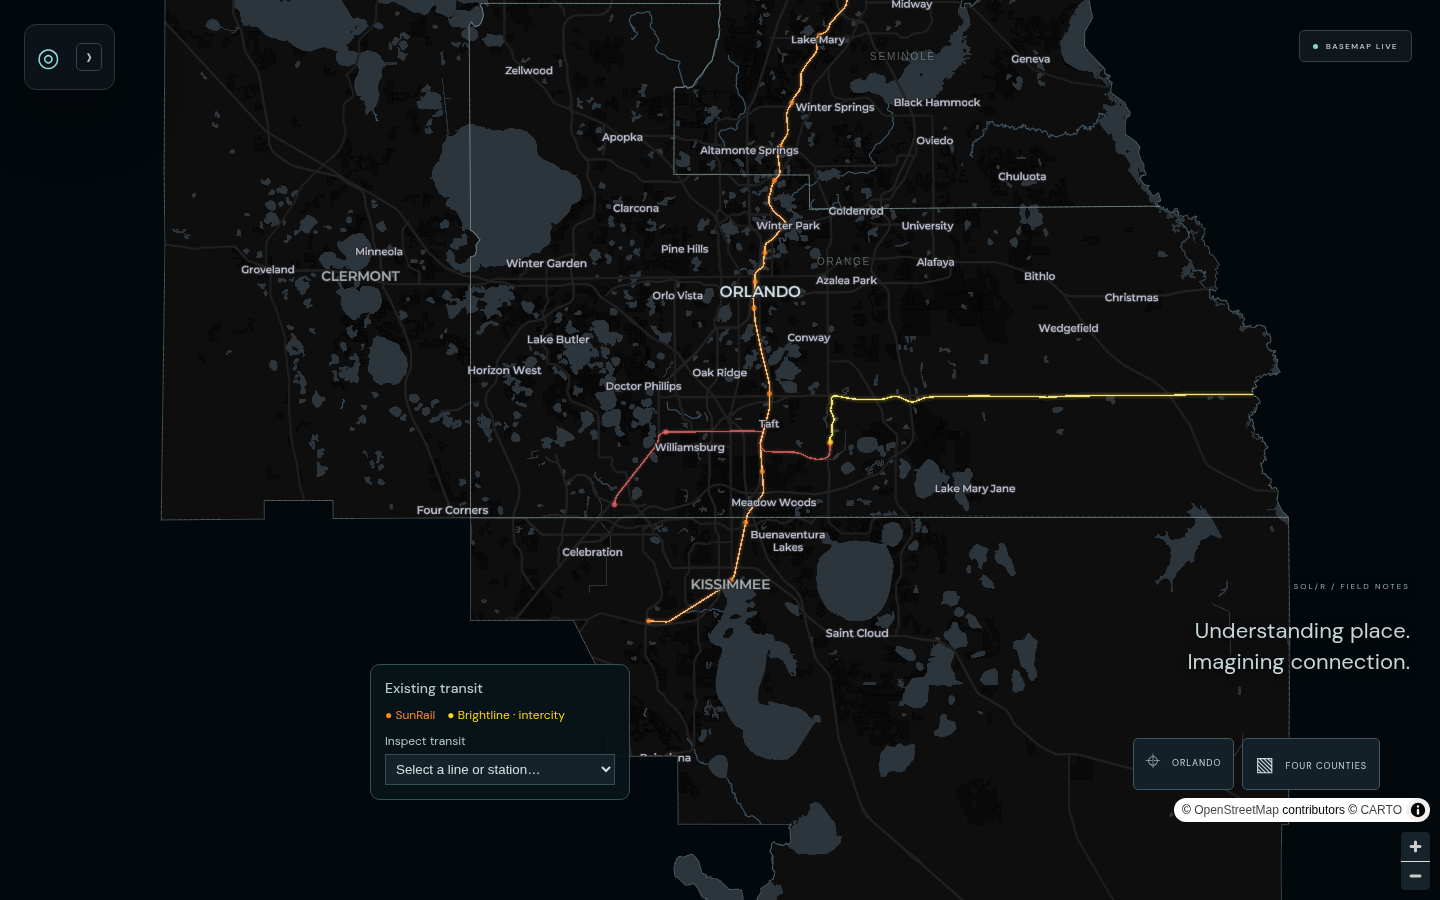 Midway
Lake Mary
SEMINOLE
BASEMAP LIVE
Geneva
Zellwood
Winter Springs
Black Hammock
Apopka
Oviedo
Altamonte Springs
Chuluota
Clarcona
Goldenrod
Winter Park
University
Pine Hills
Minneola
Groveland
CLERMONT
Winter Garden
ORANGE
Alafaya
Bithlo
Azalea Park
Orlo Vista
ORLANDO
Christmas
Wedgefield
Lake Butler
Conway
Horizon West
Oak Ridge
Doctor Phillips
Taft
Williamsburg
Lake Mary Jane
Four Corners
Meadow Woods
Celebration
Buenaventura
Lakes
KISSIMMEE
SOL/R / FIELD NOTES
Saint Cloud
Understanding place.
Imagining connection.
Existing transit
SunRail
Brightline · intercity
Inspect transit
Select a line or station…
ORLANDO
FOUR COUNTIES
© OpenStreetMap contributors © CARTO